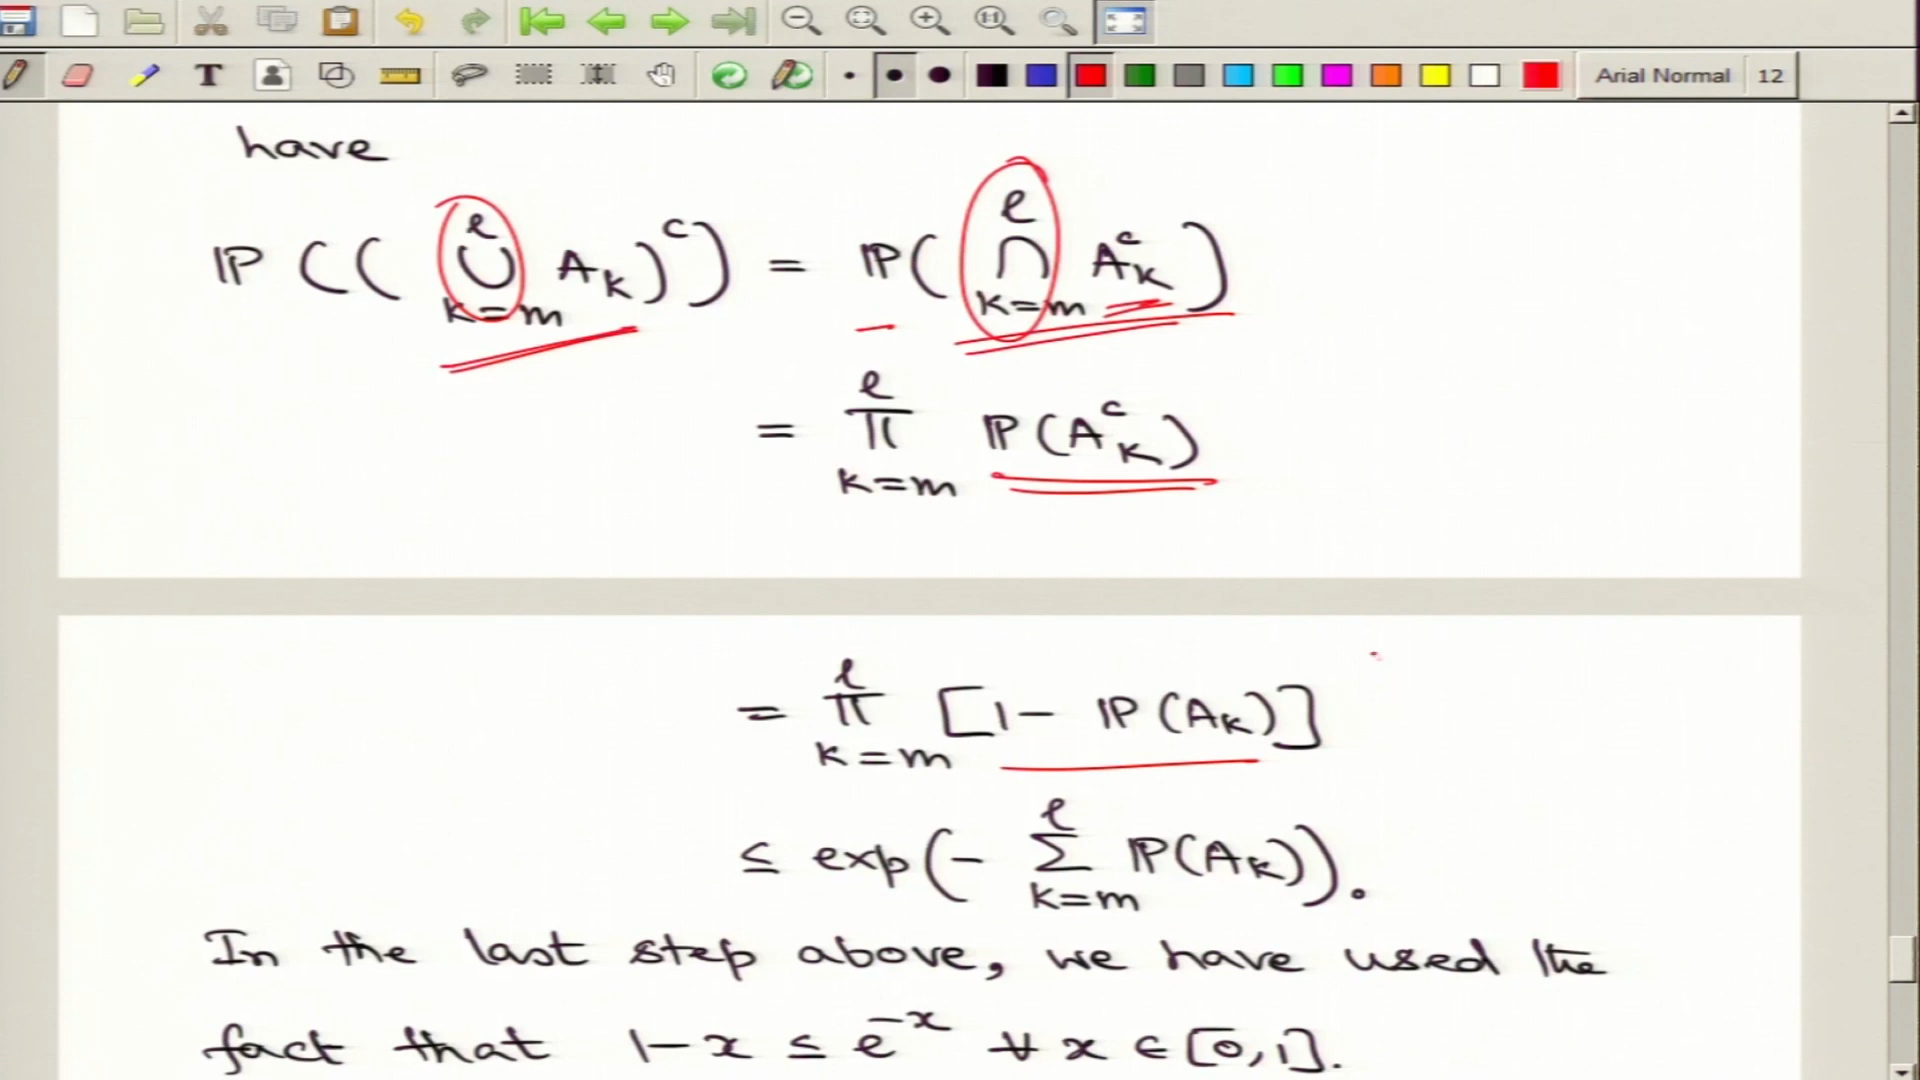 Arial Normal 12
have
ℙ((⋃_{k=m}^{ℓ} A_k)^c) = ℙ(⋂_{k=m}^{ℓ} A_k^c)
= ∏_{k=m}^{ℓ} ℙ(A_k^c)
= ∏_{k=m}^{ℓ} [1 - ℙ(A_k)]
≤ exp(- ∑_{k=m}^{ℓ} ℙ(A_k)).
In the last step above, we have used the
fact that 1-x ≤ e^{-x} ∀ x ∈ [0,1].